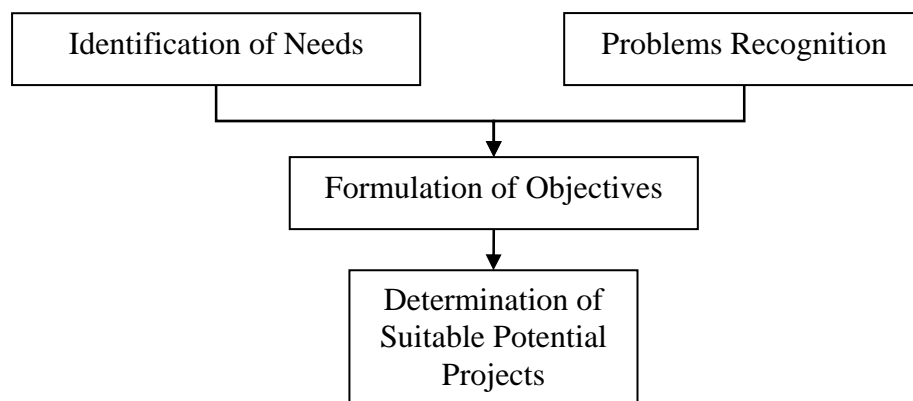 Identification of Needs
Problems Recognition
Formulation of Objectives
Determination of
Suitable Potential
Projects